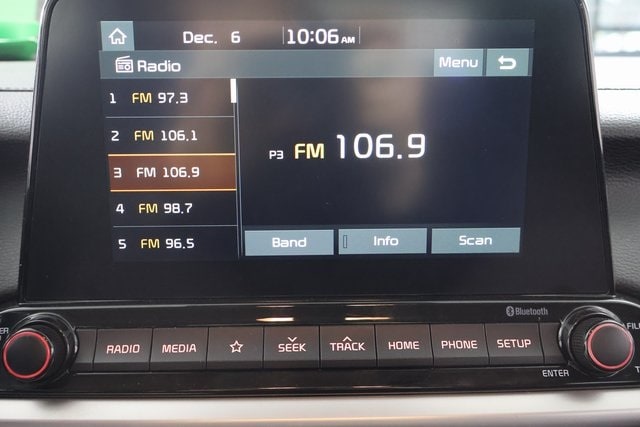 Dec. 6 10:06 AM
Radio Menu
1 FM 97.3
2 FM 106.1
3 FM 106.9
4 FM 98.7
5 FM 96.5
P3 FM 106.9
Band Info Scan
Bluetooth
RADIO MEDIA SEEK TRACK HOME PHONE SETUP
ENTER